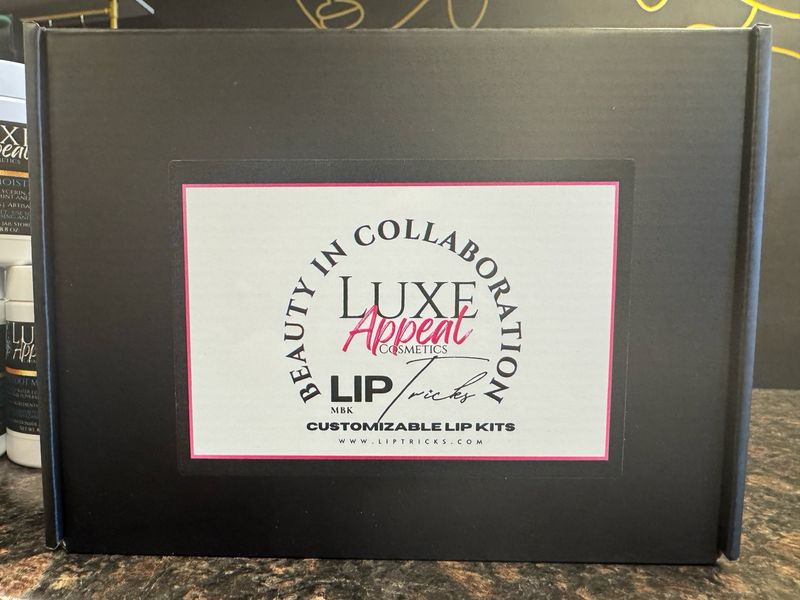 BEAUTY IN COLLABORATION
LUXE
Appeal
COSMETICS
LIP Tricks
MBK
CUSTOMIZABLE LIP KITS
WWW.LIPTRICKS.COM